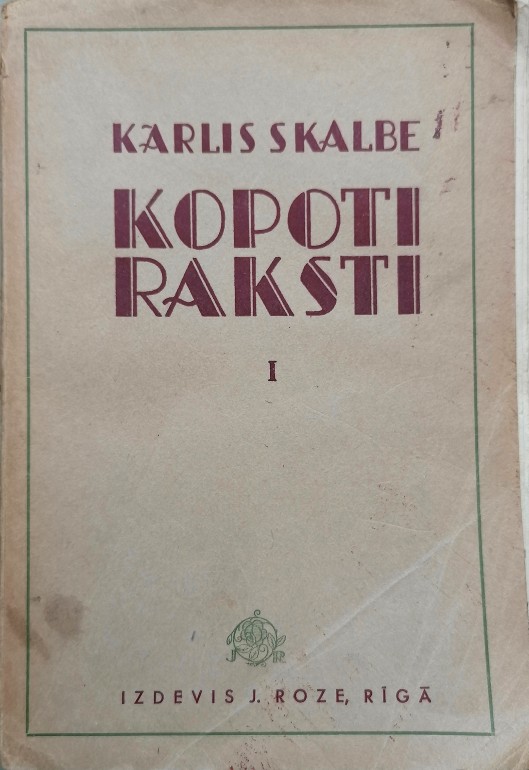 KĀRLIS SKALBE
KOPOTI
RAKSTI
I
J R
IZDEVIS J. ROZE, RĪGĀ